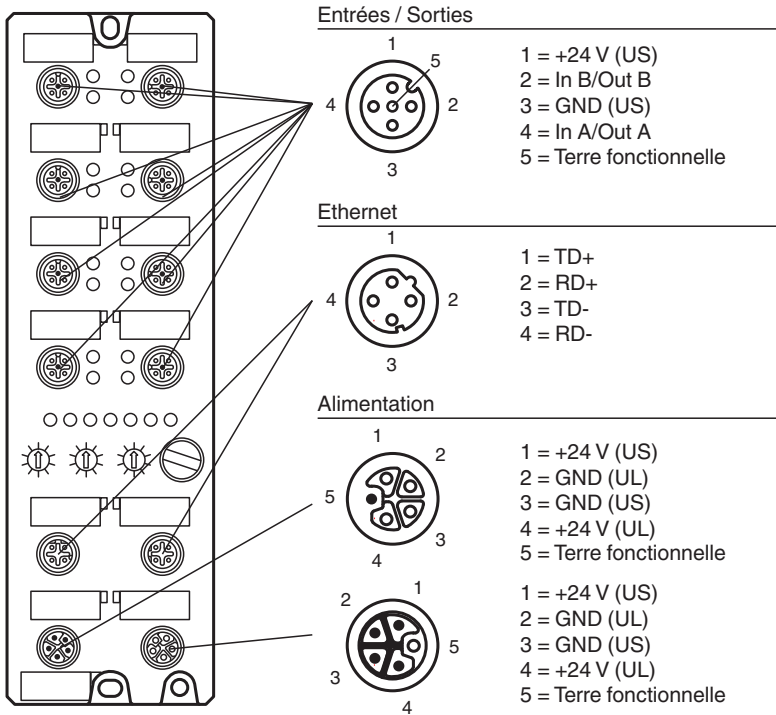 Entrées / Sorties
1
5
4
2
3
1 = +24 V (US)
2 = In B/Out B
3 = GND (US)
4 = In A/Out A
5 = Terre fonctionnelle
Ethernet
1
4
2
3
1 = TD+
2 = RD+
3 = TD-
4 = RD-
Alimentation
1
2
5
3
4
1 = +24 V (US)
2 = GND (UL)
3 = GND (US)
4 = +24 V (UL)
5 = Terre fonctionnelle
2
1
5
3
4
1 = +24 V (US)
2 = GND (UL)
3 = GND (US)
4 = +24 V (UL)
5 = Terre fonctionnelle